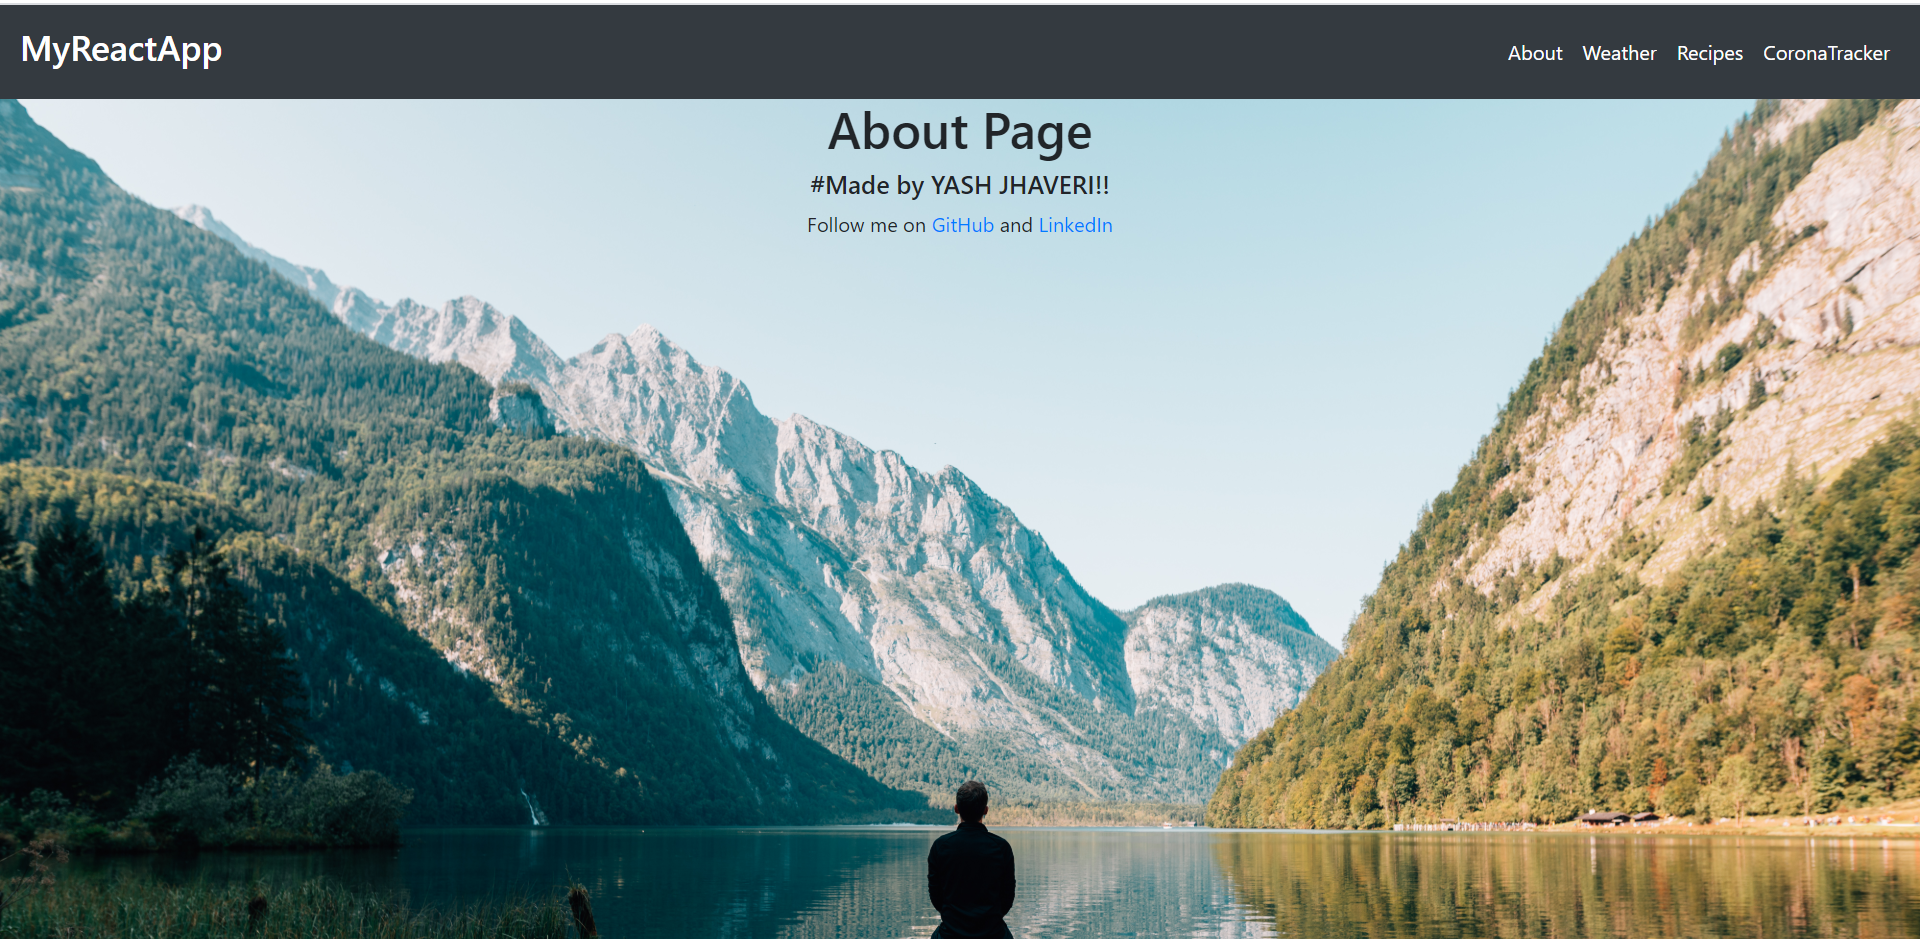 MyReactApp
About Weather Recipes CoronaTracker
About Page
#Made by YASH JHAVERI!!
Follow me on GitHub and LinkedIn